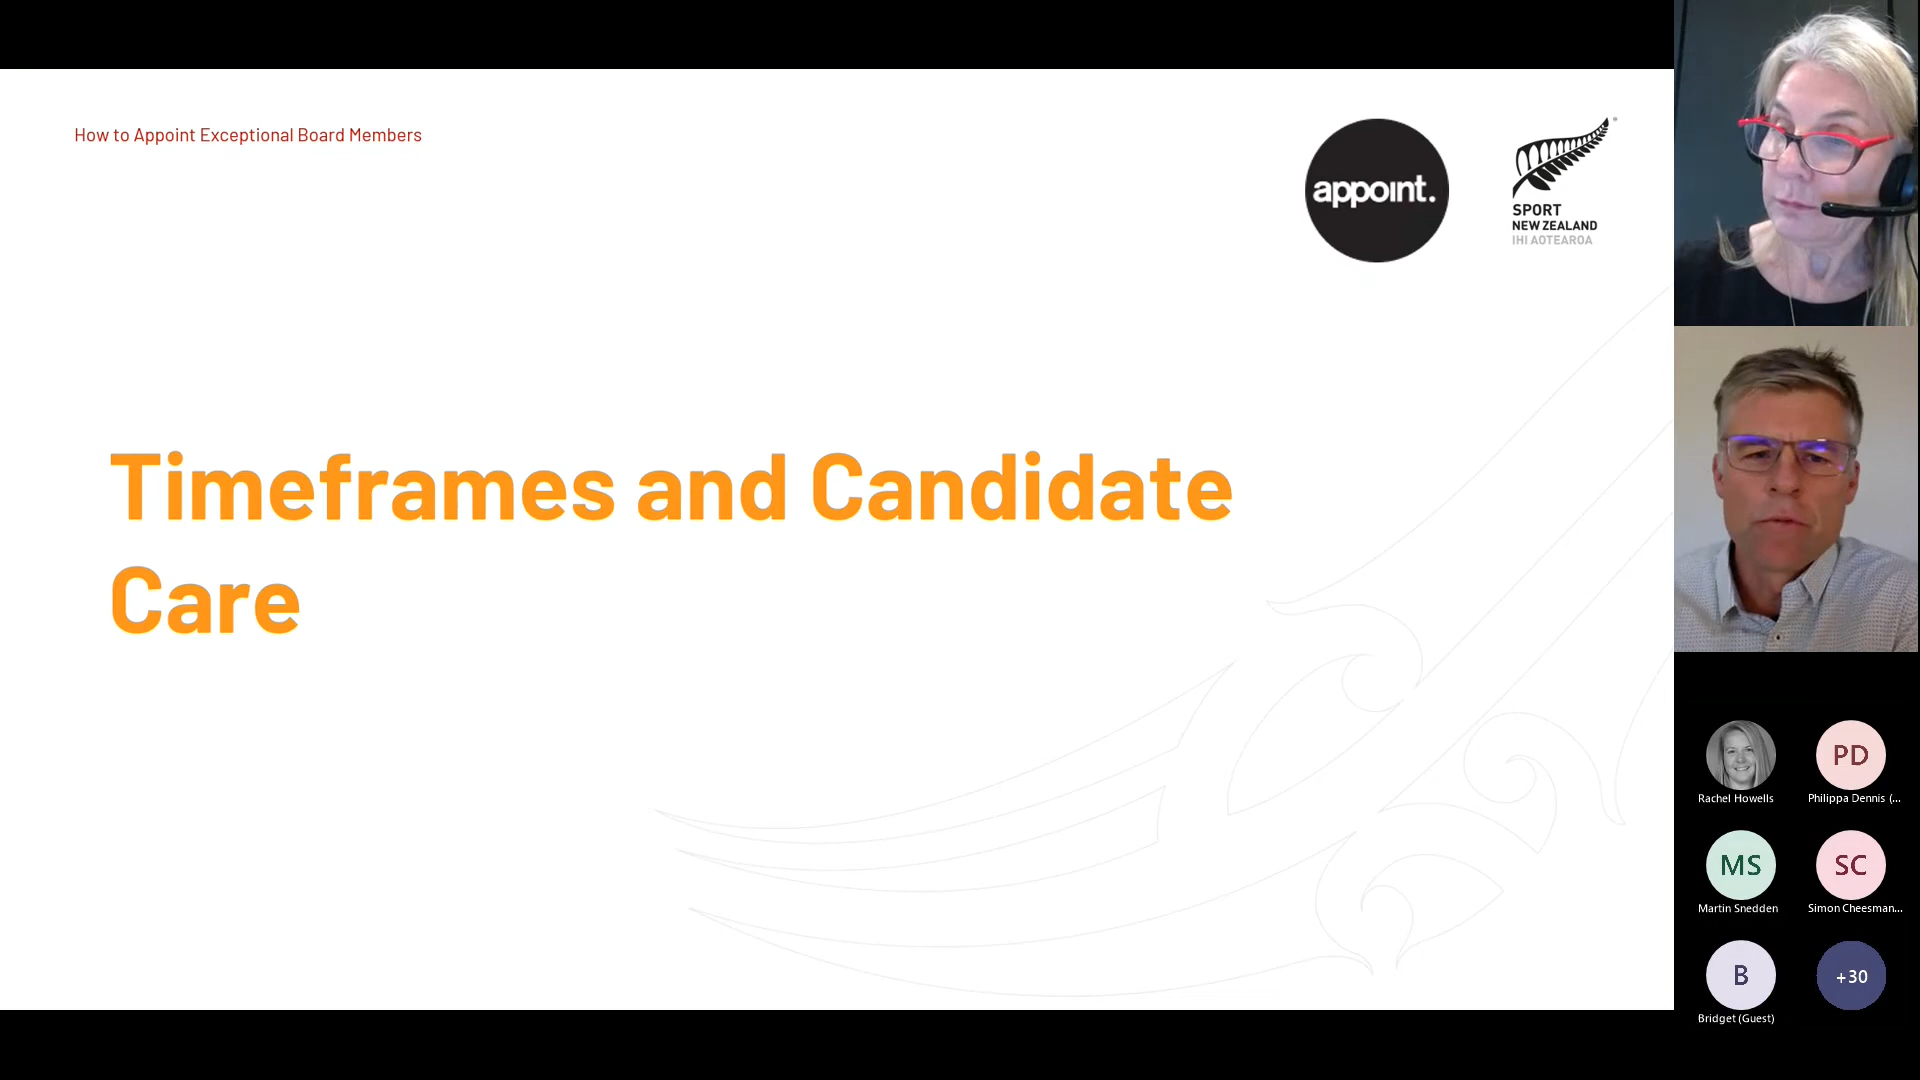 How to Appoint Exceptional Board Members
appoint.
SPORT
NEW ZEALAND
IHI AOTEAROA
Timeframes and Candidate
Care
PD
Rachel Howells
Philippa Dennis (...
MS
SC
Martin Snedden
Simon Cheesman...
B
+30
Bridget (Guest)